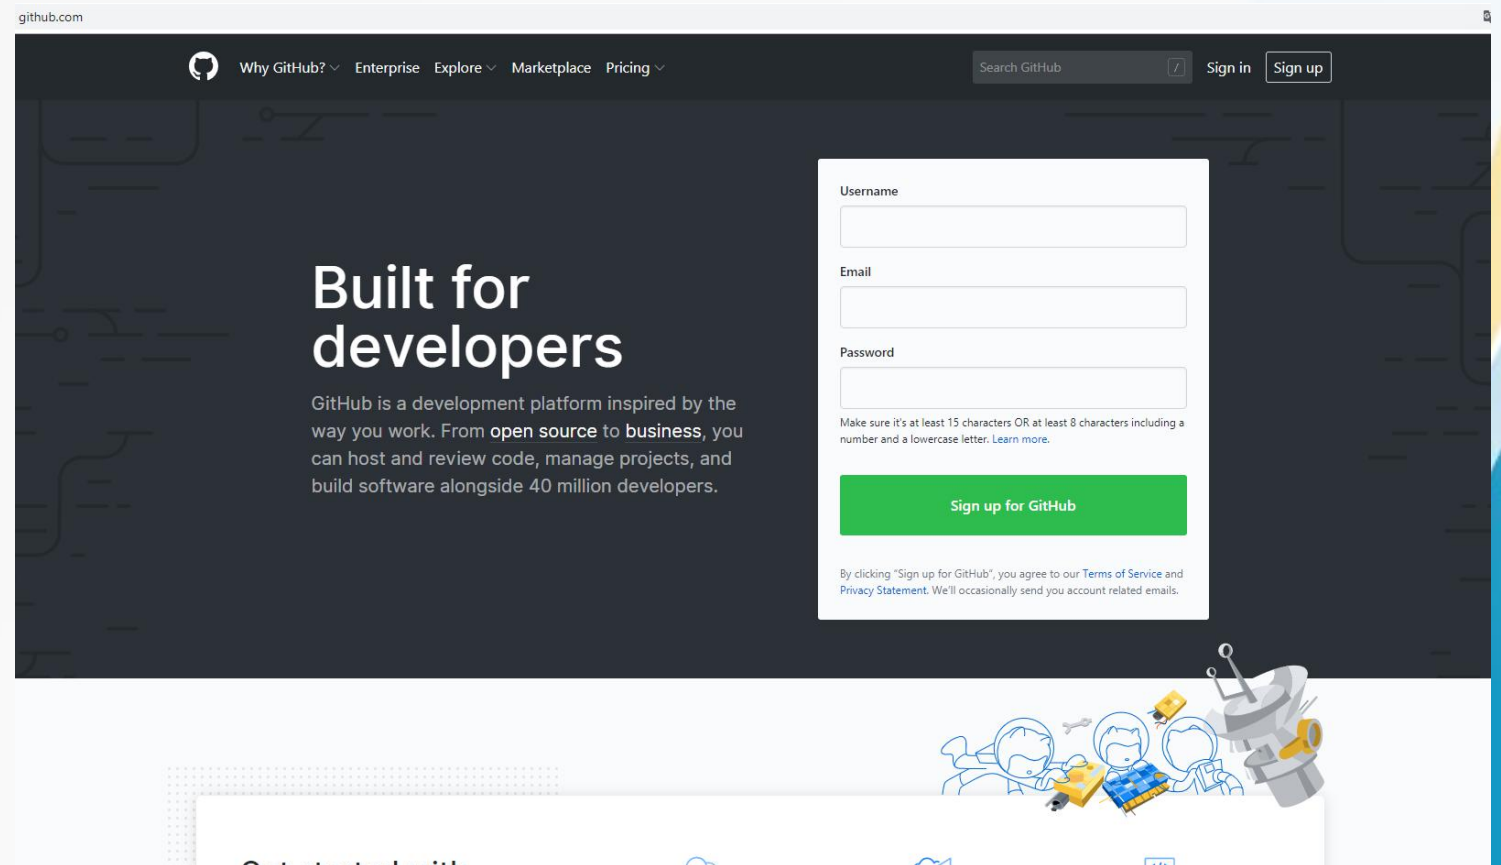 github.com
Why GitHub? Enterprise Explore Marketplace Pricing
Search GitHub / Sign in Sign up
Built for
developers
GitHub is a development platform inspired by the
way you work. From open source to business, you
can host and review code, manage projects, and
build software alongside 40 million developers.
Username
Email
Password
Make sure it's at least 15 characters OR at least 8 characters including a
number and a lowercase letter. Learn more.
Sign up for GitHub
By clicking “Sign up for GitHub”, you agree to our Terms of Service and
Privacy Statement. We’ll occasionally send you account related emails.